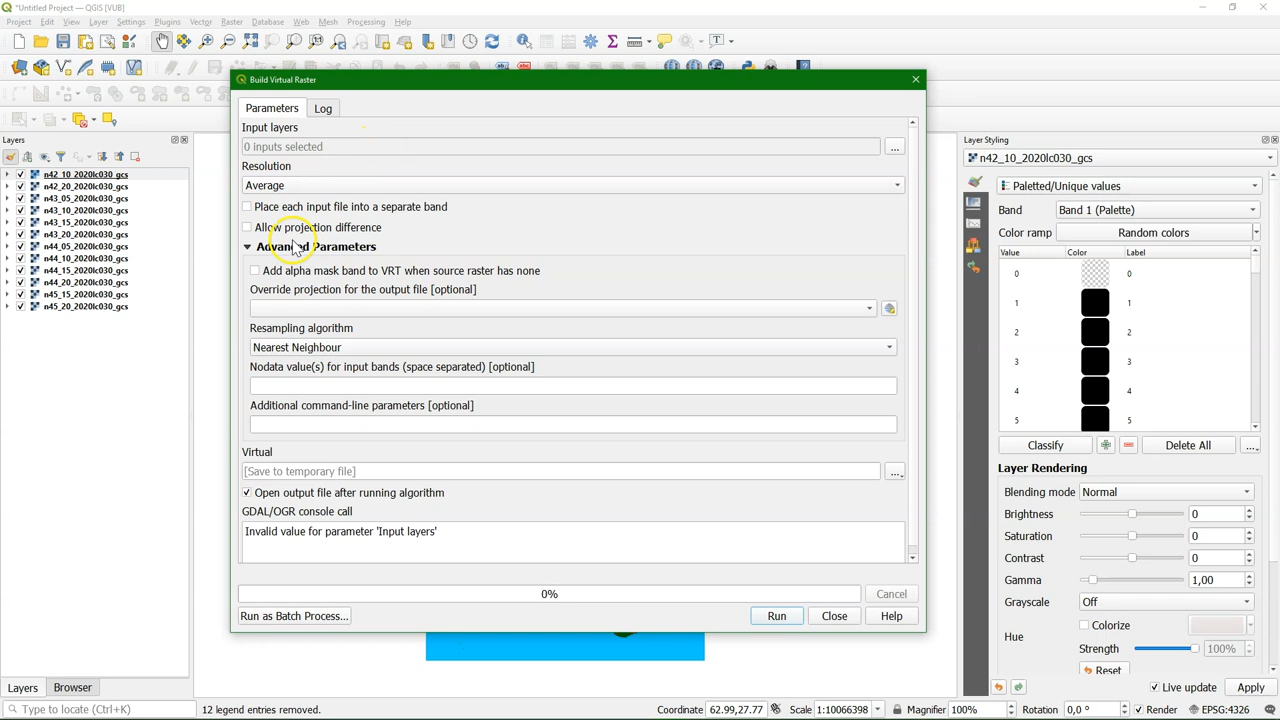 *Untitled Project — QGIS [VUB]
Project Edit View Layer Settings Plugins Vector Raster Database Web Mesh Processing Help
Build Virtual Raster
Parameters Log
Input layers
0 inputs selected
...
Resolution
Average
Place each input file into a separate band
Allow projection difference
Advanced Parameters
Add alpha mask band to VRT when source raster has none
Override projection for the output file [optional]
Resampling algorithm
Nearest Neighbour
Nodata value(s) for input bands (space separated) [optional]
Additional command-line parameters [optional]
Virtual
[Save to temporary file]
...
Open output file after running algorithm
GDAL/OGR console call
Invalid value for parameter 'Input layers'
0%
Cancel
Run as Batch Process...
Run
Close
Help
Layers
n42_10_2020lc030_gcs
n42_20_2020lc030_gcs
n43_05_2020lc030_gcs
n43_10_2020lc030_gcs
n43_15_2020lc030_gcs
n43_20_2020lc030_gcs
n44_05_2020lc030_gcs
n44_10_2020lc030_gcs
n44_15_2020lc030_gcs
n44_20_2020lc030_gcs
n45_15_2020lc030_gcs
n45_20_2020lc030_gcs
Layers Browser
Layer Styling
n42_10_2020lc030_gcs
Paletted/Unique values
Band Band 1 (Palette)
Color ramp Random colors
Value Color Label
0 0
1 1
2 2
3 3
4 4
5 5
Classify
Delete All
...
Layer Rendering
Blending mode Normal
Brightness 0
Saturation 0
Contrast 0
Gamma 1,00
Grayscale Off
Colorize
Hue
Strength 100%
Reset
Live update Apply
Type to locate (Ctrl+K) 12 legend entries removed. Coordinate 62.99,27.77 Scale 1:10066398 Magnifier 100% Rotation 0,0 ° Render EPSG:4326